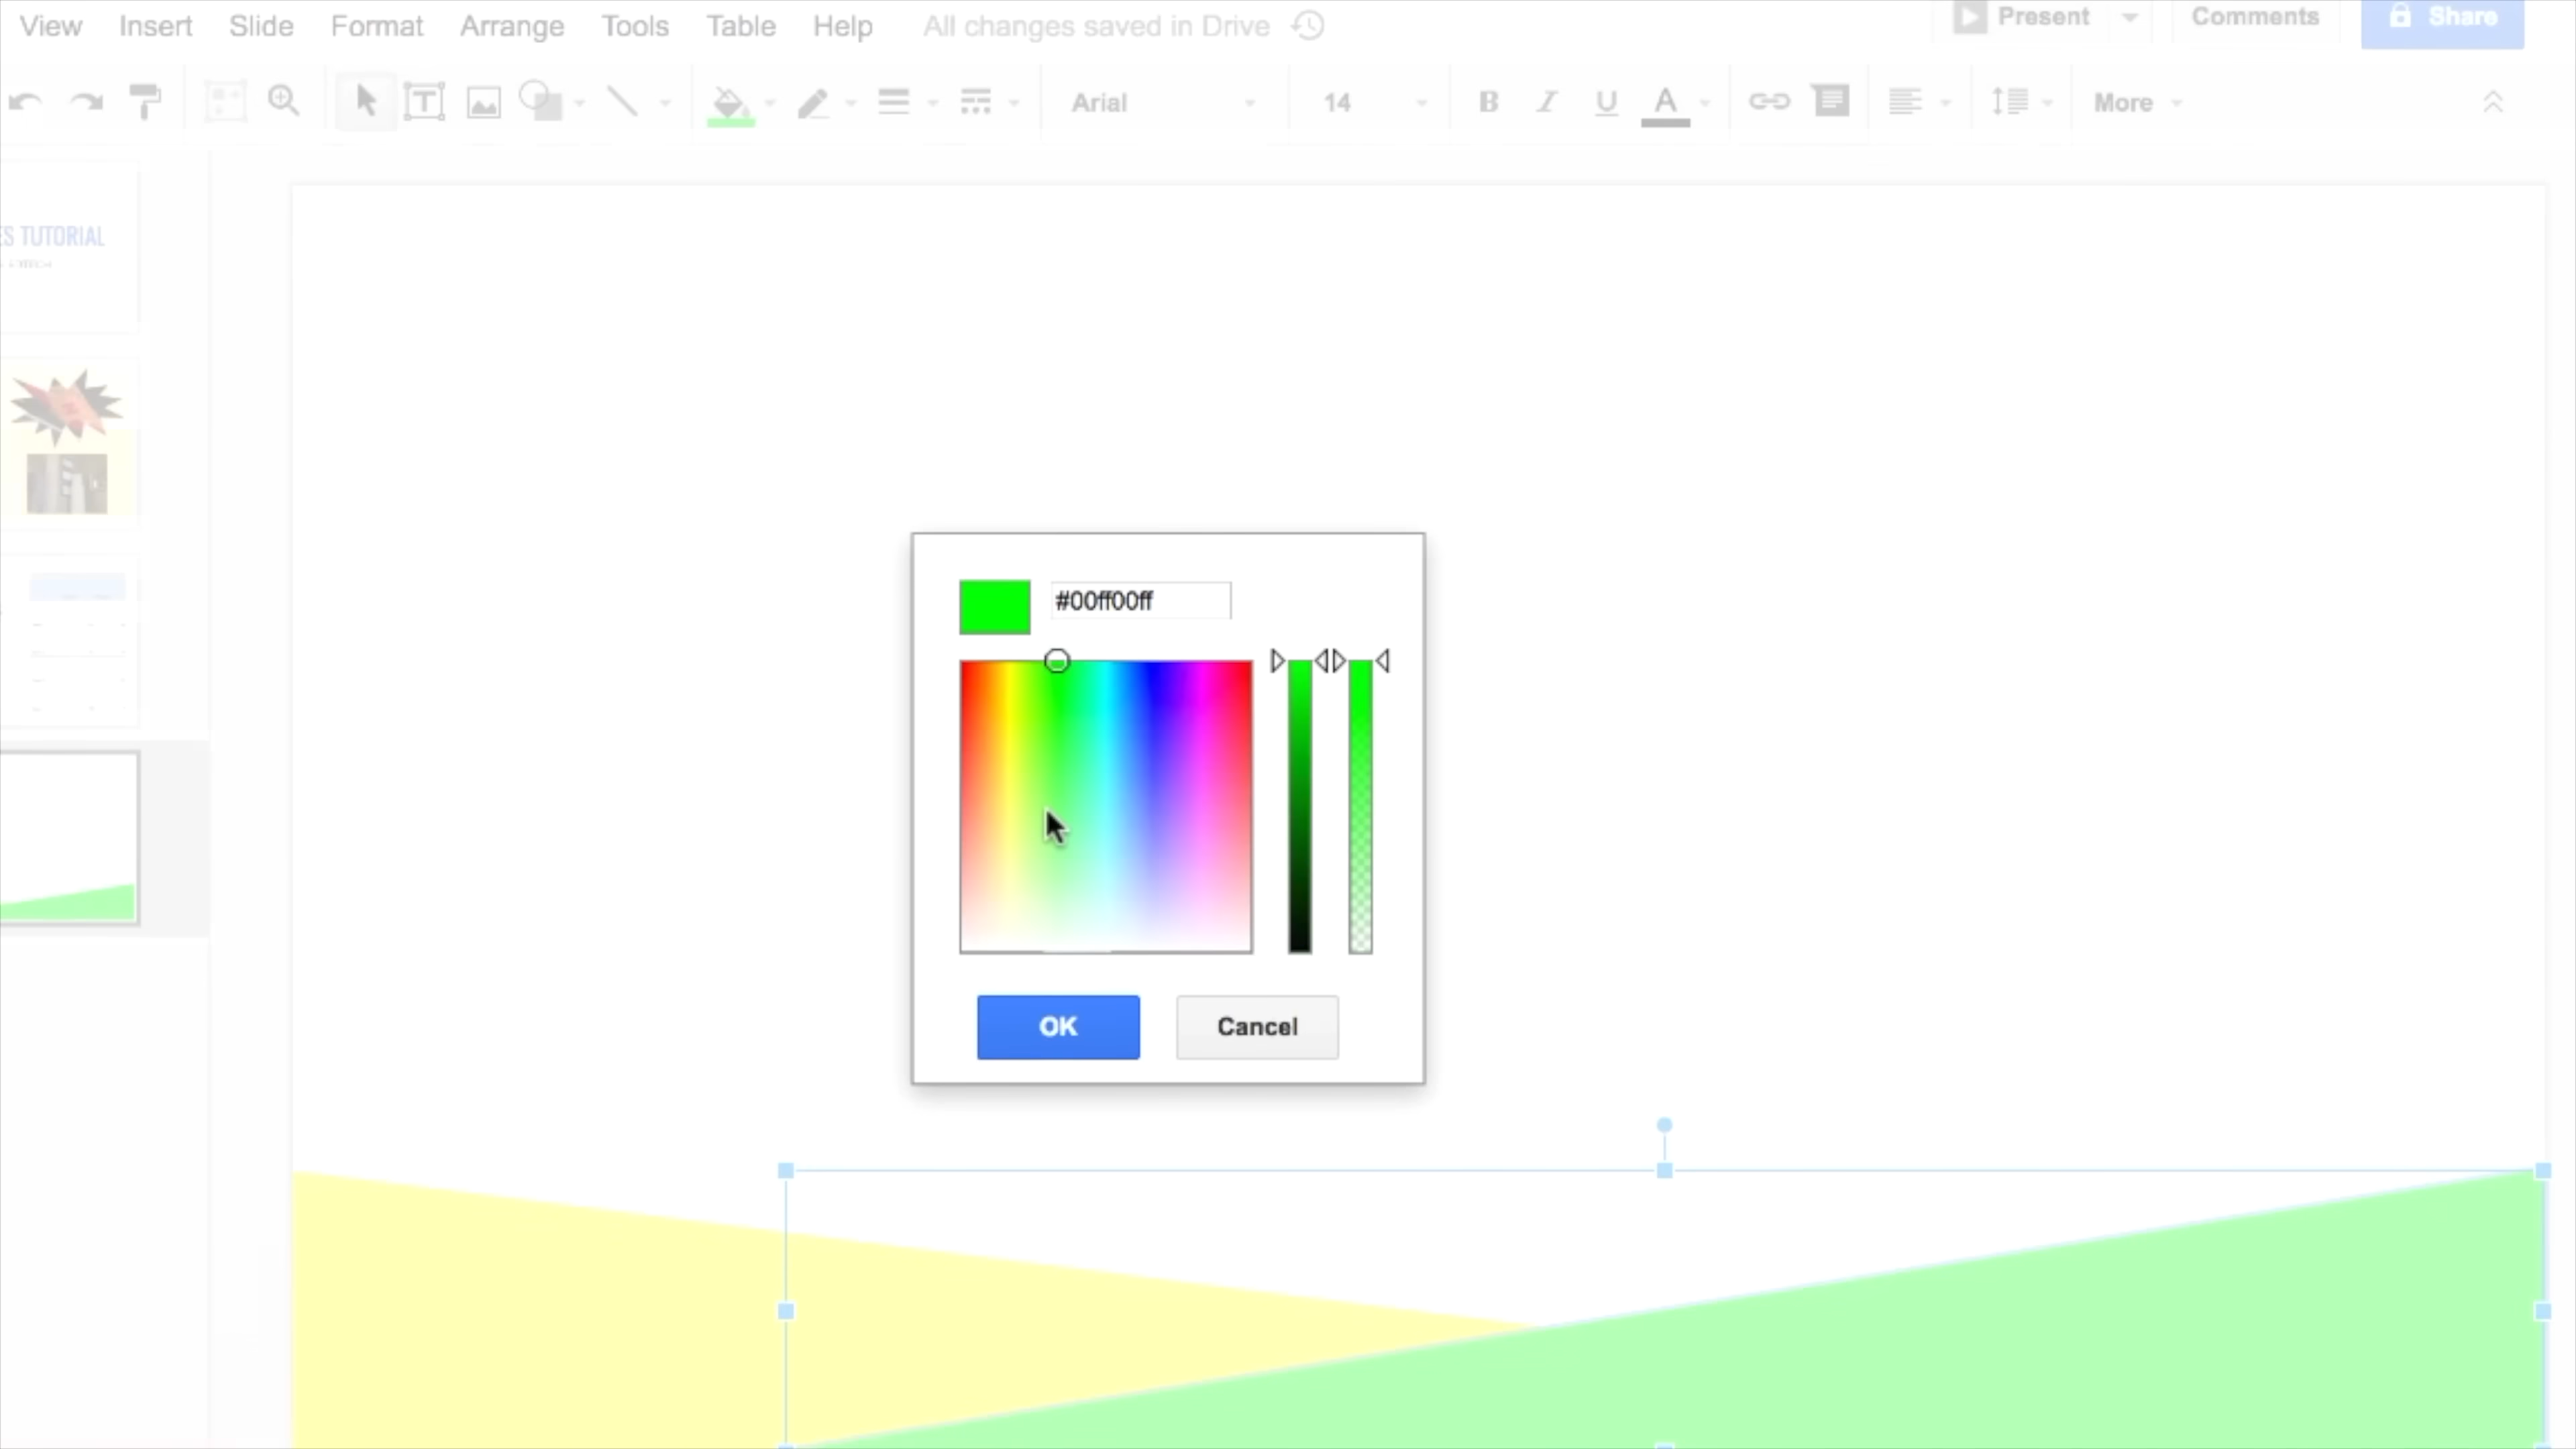 View Insert Slide Format Arrange Tools Table Help All changes saved in Drive
Present Comments Share
Arial 14 B I U A More
ES TUTORIAL
#00ff00ff
OK Cancel